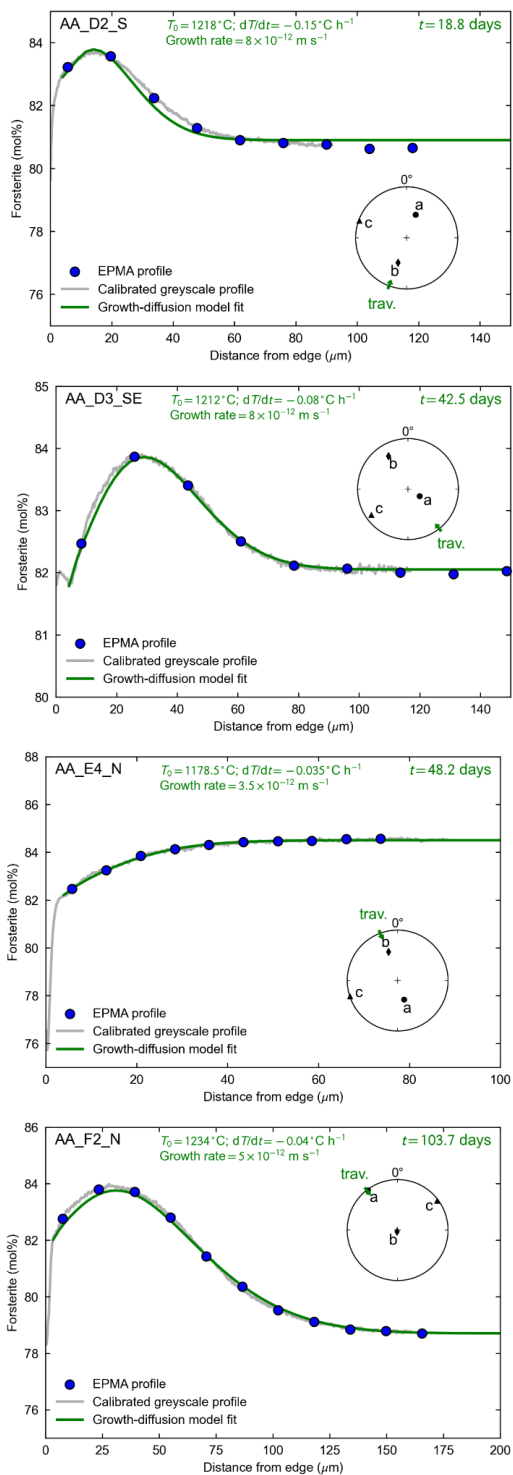 AA_D2_S
T₀ = 1218°C; dT/dt = −0.15°C h⁻¹
Growth rate = 8 × 10⁻¹² m s⁻¹
t = 18.8 days
84
82
80
78
76
Forsterite (mol%)
0°
a
c
b
trav.
EPMA profile
Calibrated greyscale profile
Growth-diffusion model fit
0 20 40 60 80 100 120 140
Distance from edge (μm)
AA_D3_SE
T₀ = 1212°C; dT/dt = −0.08°C h⁻¹
Growth rate = 8 × 10⁻¹² m s⁻¹
t = 42.5 days
85
84
83
82
81
80
Forsterite (mol%)
0°
b
a
c
trav.
EPMA profile
Calibrated greyscale profile
Growth-diffusion model fit
0 20 40 60 80 100 120 140
Distance from edge (μm)
AA_E4_N
T₀ = 1178.5°C; dT/dt = −0.035°C h⁻¹
Growth rate = 3.5 × 10⁻¹² m s⁻¹
t = 48.2 days
88
86
84
82
80
78
76
Forsterite (mol%)
trav.
0°
b
c
a
EPMA profile
Calibrated greyscale profile
Growth-diffusion model fit
0 20 40 60 80 100
Distance from edge (μm)
AA_F2_N
T₀ = 1234°C; dT/dt = −0.04°C h⁻¹
Growth rate = 5 × 10⁻¹² m s⁻¹
t = 103.7 days
86
84
82
80
78
76
74
Forsterite (mol%)
trav.
0°
a
c
b
EPMA profile
Calibrated greyscale profile
Growth-diffusion model fit
0 25 50 75 100 125 150 175 200
Distance from edge (μm)